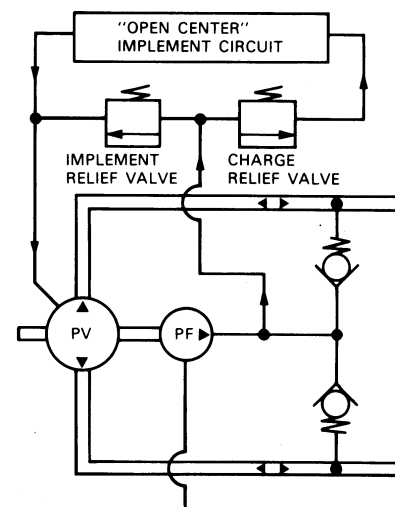 "OPEN CENTER"
IMPLEMENT CIRCUIT
IMPLEMENT
RELIEF VALVE
CHARGE
RELIEF VALVE
PV
PF